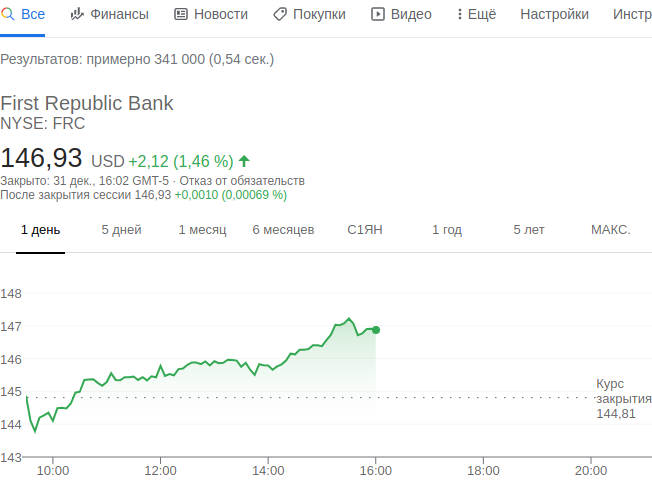 Все Финансы Новости Покупки Видео Ещё Настройки Инстр
Результатов: примерно 341 000 (0,54 сек.)
First Republic Bank
NYSE: FRC
146,93 USD +2,12 (1,46 %)
Закрыто: 31 дек., 16:02 GMT-5 · Отказ от обязательств
После закрытия сессии 146,93 +0,0010 (0,00069 %)
1 день 5 дней 1 месяц 6 месяцев С1ЯН 1 год 5 лет МАКС.
148
147
146
145
Курс
закрытия
144,81
144
143
10:00 12:00 14:00 16:00 18:00 20:00